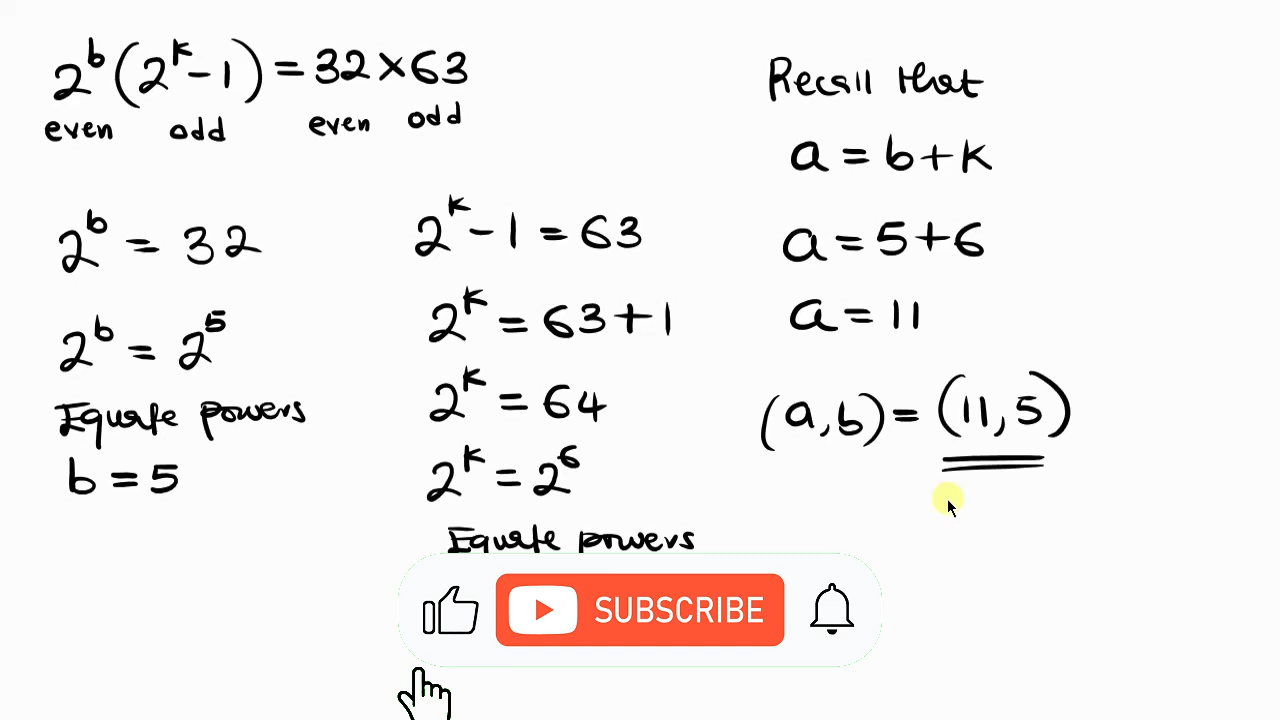 2^b(2^k-1)=32×63
even odd even odd
2^b = 32
2^b = 2^5
Equate powers
b = 5
2^k-1 = 63
2^k = 63+1
2^k = 64
2^k = 2^6
Equate powers
Recall that
a = b+k
a = 5+6
a = 11
(a,b) = (11,5)
SUBSCRIBE